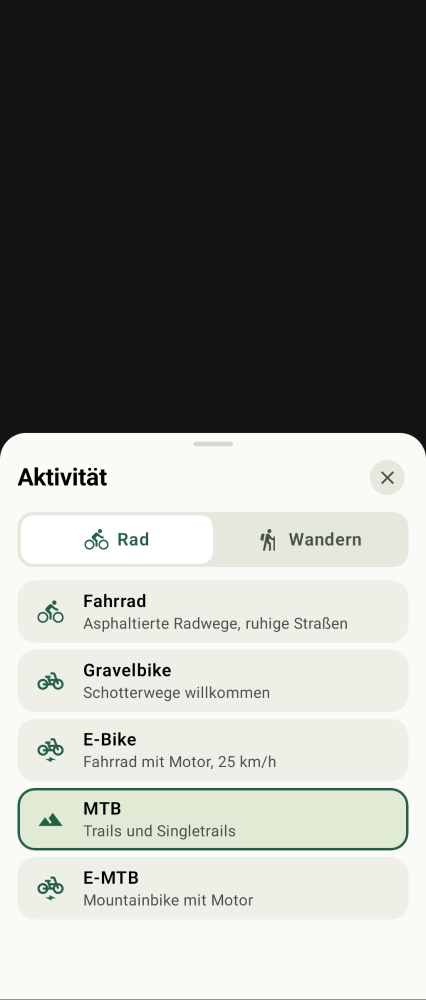 Aktivität
Rad
Wandern
Fahrrad
Asphaltierte Radwege, ruhige Straßen
Gravelbike
Schotterwege willkommen
E-Bike
Fahrrad mit Motor, 25 km/h
MTB
Trails und Singletrails
E-MTB
Mountainbike mit Motor